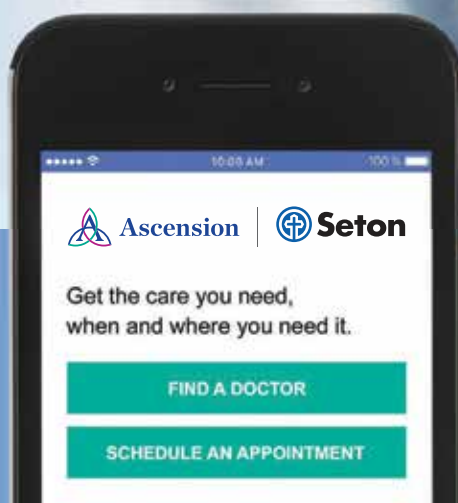 10:00 AM 100%
Ascension | Seton
Get the care you need,
when and where you need it.
FIND A DOCTOR
SCHEDULE AN APPOINTMENT